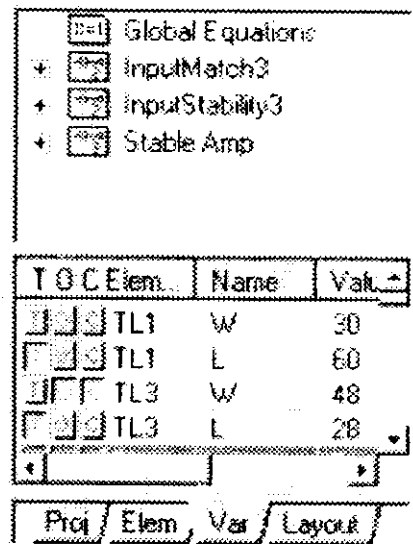 Global Equations
InputMatch3
InputStability3
Stable Amp
T O C Elem... Name Valu
TL1 W 30
TL1 L 60
TL3 W 48
TL3 L 28
Proj Elem Var Layout